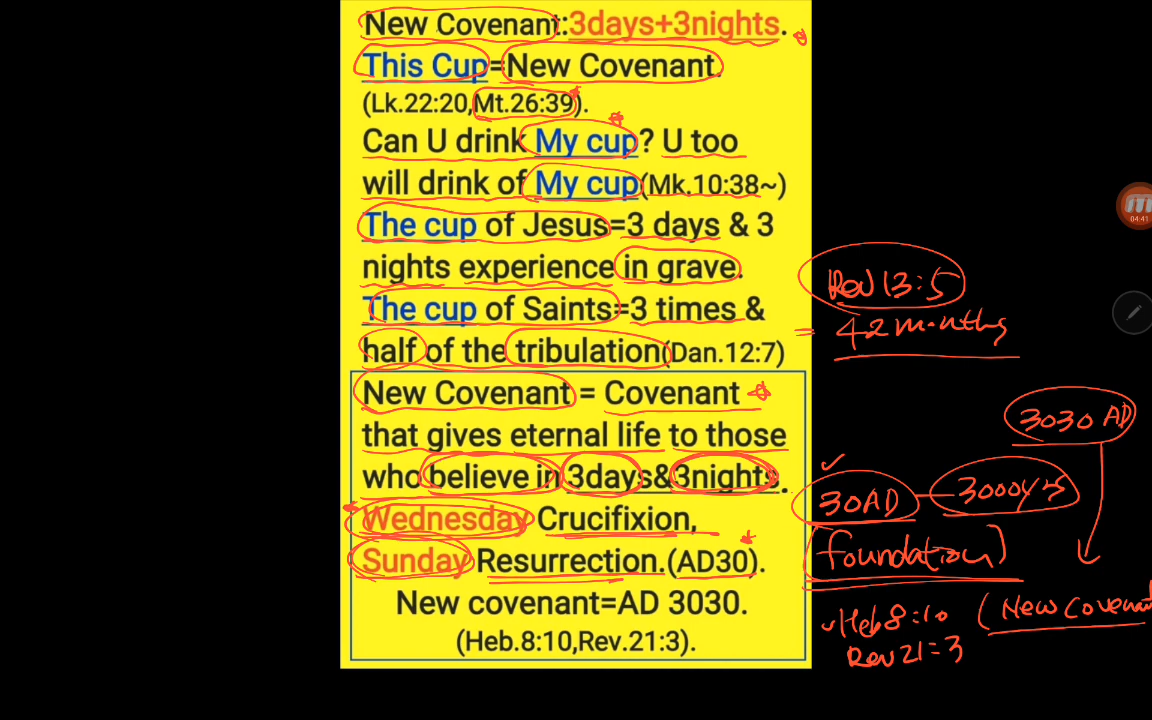 New Covenant:3days+3nights.
This Cup=New Covenant.
(Lk.22:20,Mt.26:39).
Can U drink My cup? U too
will drink of My cup(Mk.10:38~)
The cup of Jesus=3 days & 3
nights experience in grave.
The cup of Saints=3 times &
half of the tribulation(Dan.12:7)
New Covenant = Covenant
that gives eternal life to those
who believe in 3days&3nights.
Wednesday Crucifixion,
Sunday Resurrection.(AD30).
New covenant=AD 3030.
(Heb.8:10,Rev.21:3).
04:41
Rev 13:5
= 42 months
3030 AD
30AD - 3000yrs
foundation)
Heb 8:10 (New Covenant
Rev 21=3